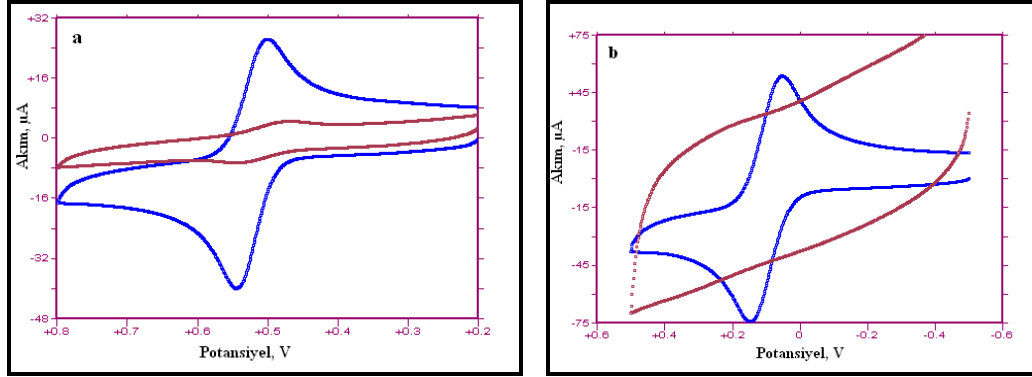 a
+32
+16
0
-16
-32
-48
Akım, µA
+0.8 +0.7 +0.6 +0.5 +0.4 +0.3 +0.2
Potansiyel, V
b
+75
+45
-15
-15
-45
-75
Akım, µA
+0.6 +0.4 +0.2 0 -0.2 -0.4 -0.6
Potansiyel, V